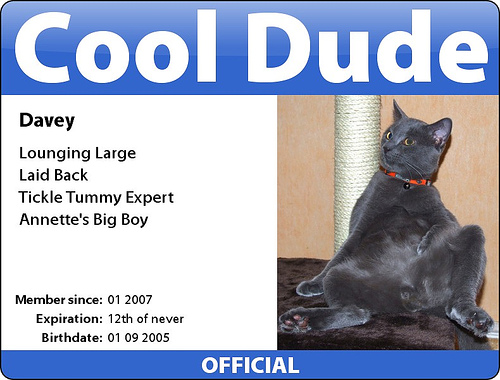 Cool Dude
Davey
Lounging Large
Laid Back
Tickle Tummy Expert
Annette's Big Boy
Member since: 01 2007
Expiration: 12th of never
Birthdate: 01 09 2005
OFFICIAL